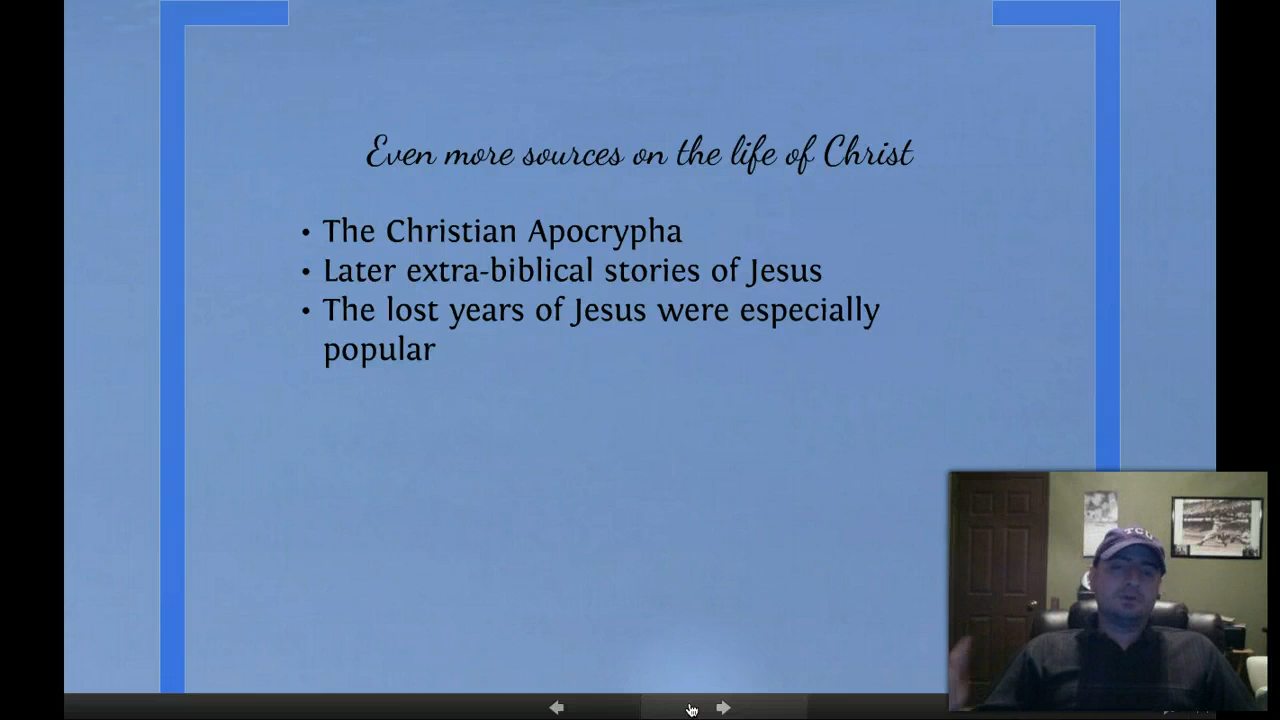 Even more sources on the life of Christ
• The Christian Apocrypha
• Later extra-biblical stories of Jesus
• The lost years of Jesus were especially
popular
TCU